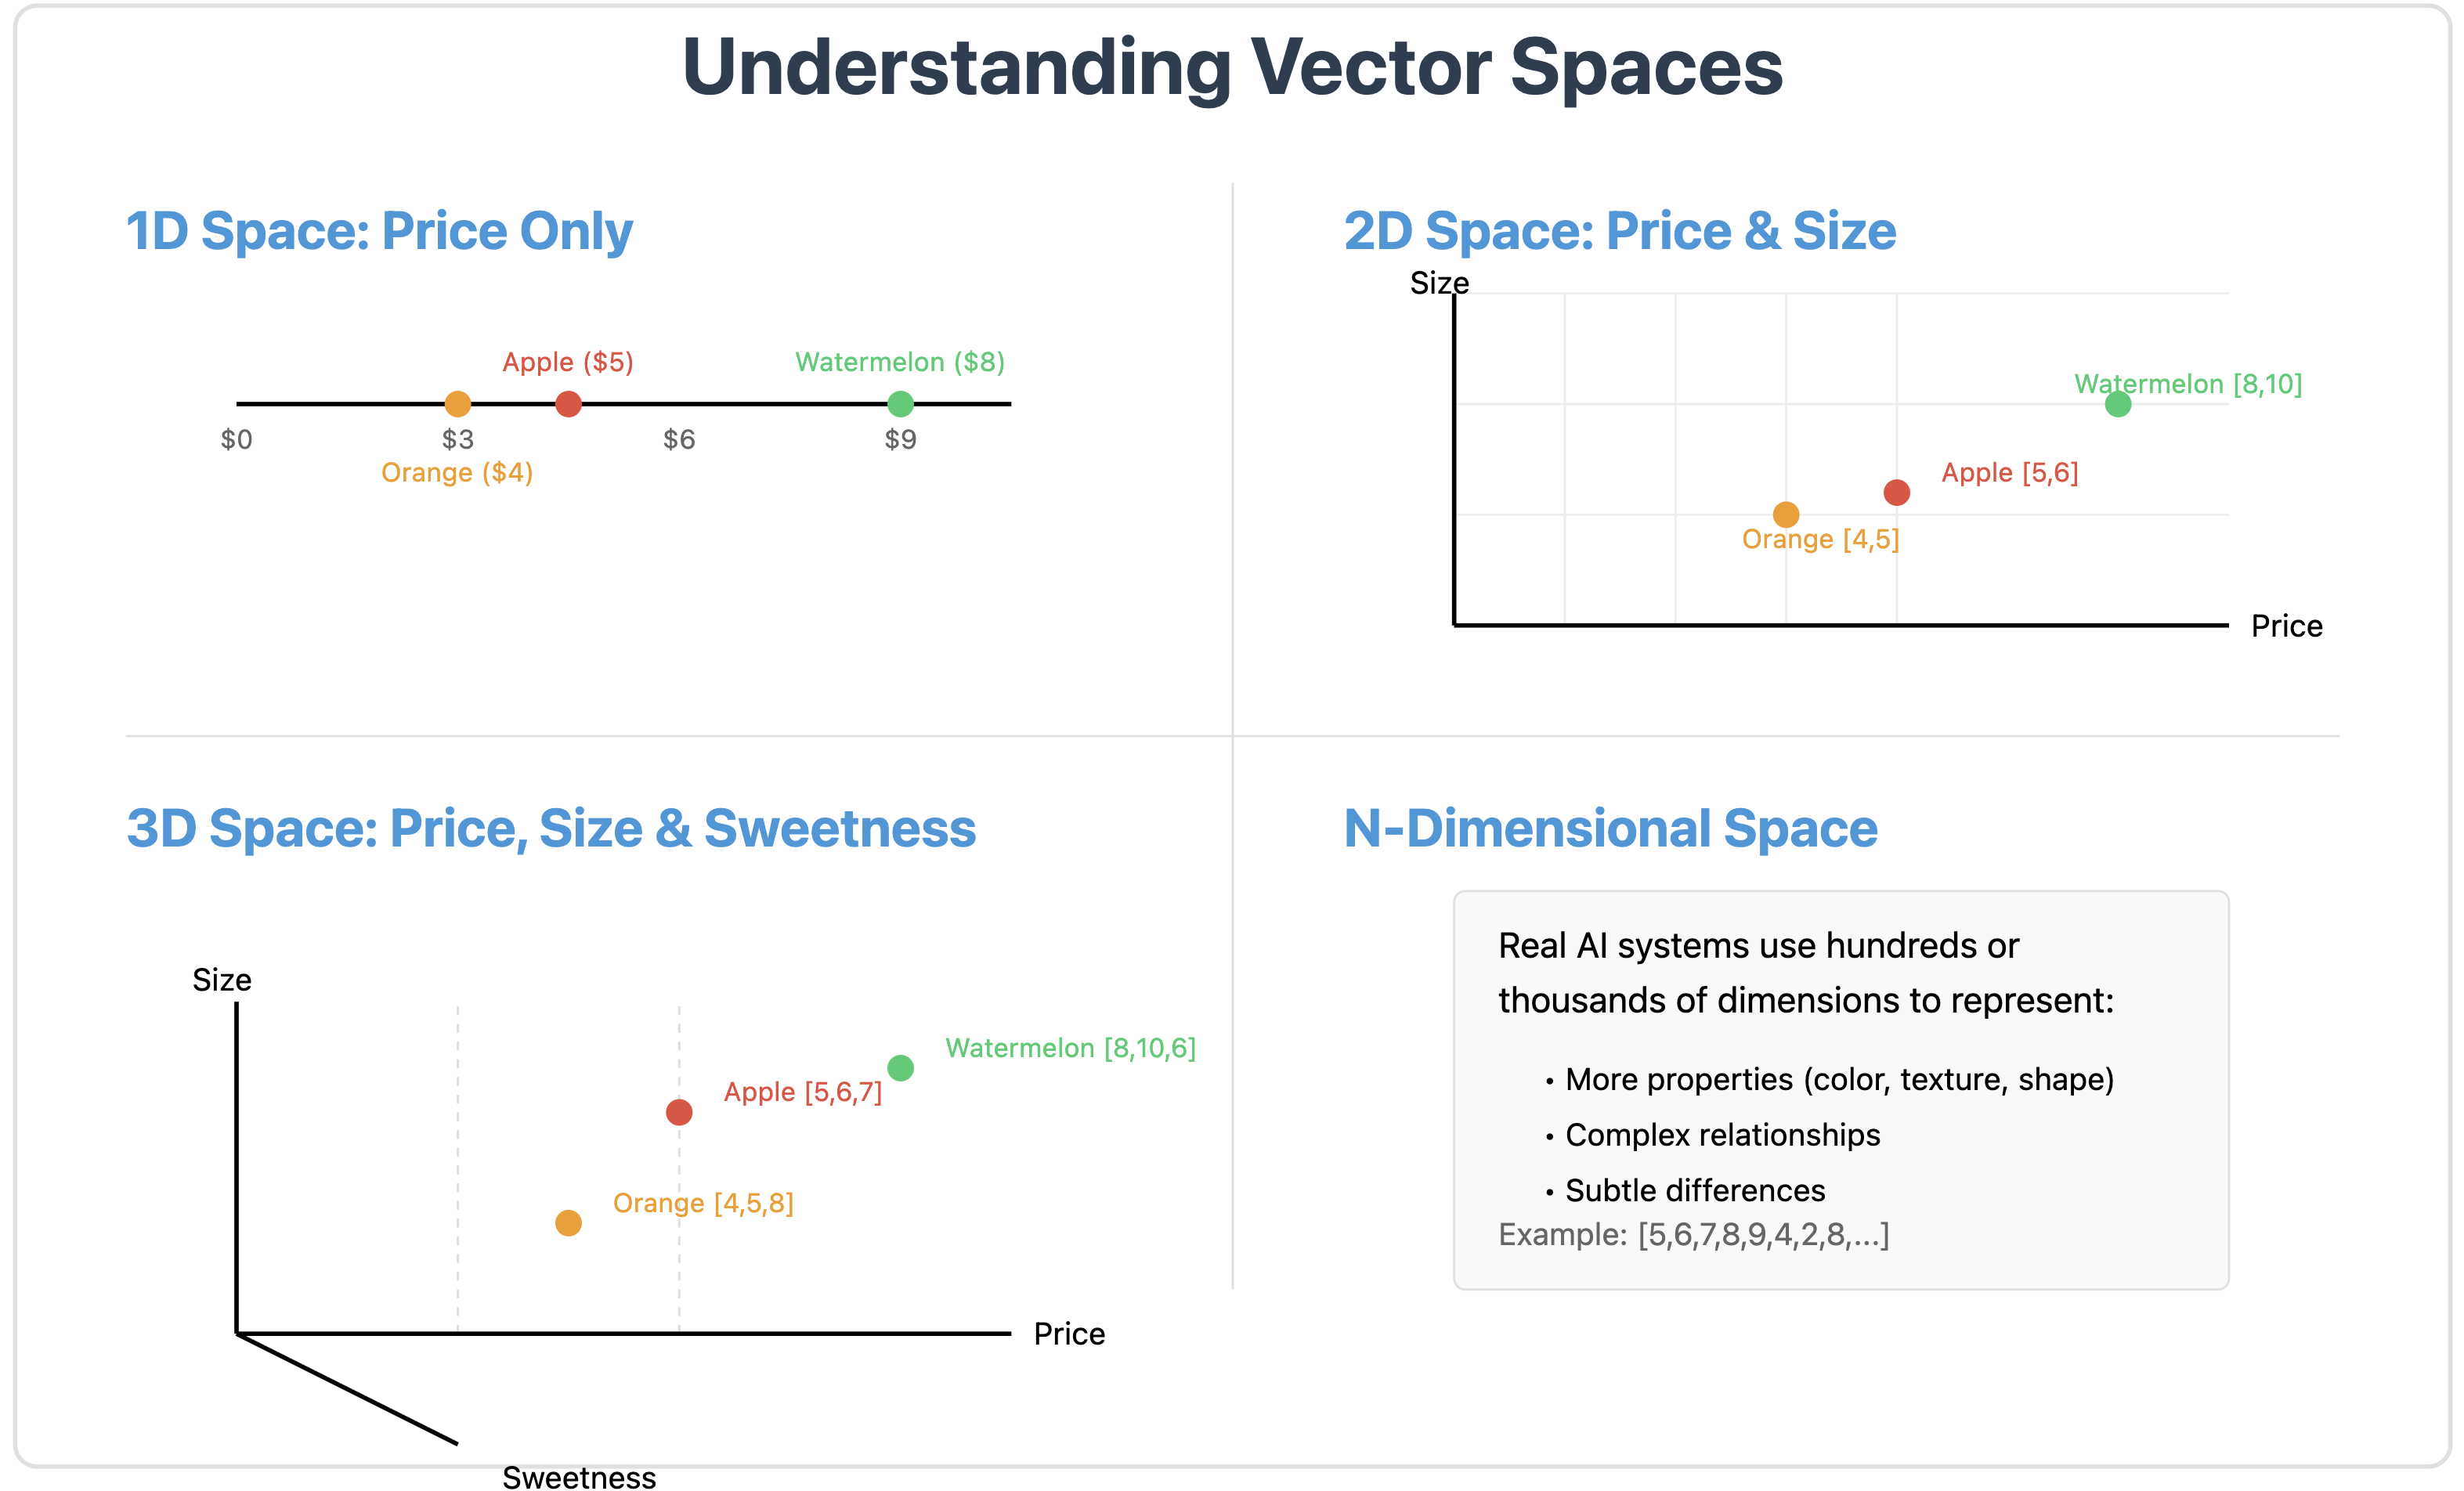 Understanding Vector Spaces
1D Space: Price Only
Apple ($5)
Watermelon ($8)
$0
$3
$6
$9
Orange ($4)
2D Space: Price & Size
Size
Watermelon [8,10]
Apple [5,6]
Orange [4,5]
Price
3D Space: Price, Size & Sweetness
Size
Watermelon [8,10,6]
Apple [5,6,7]
Orange [4,5,8]
Price
Sweetness
N-Dimensional Space
Real AI systems use hundreds or
thousands of dimensions to represent:
• More properties (color, texture, shape)
• Complex relationships
• Subtle differences
Example: [5,6,7,8,9,4,2,8,...]